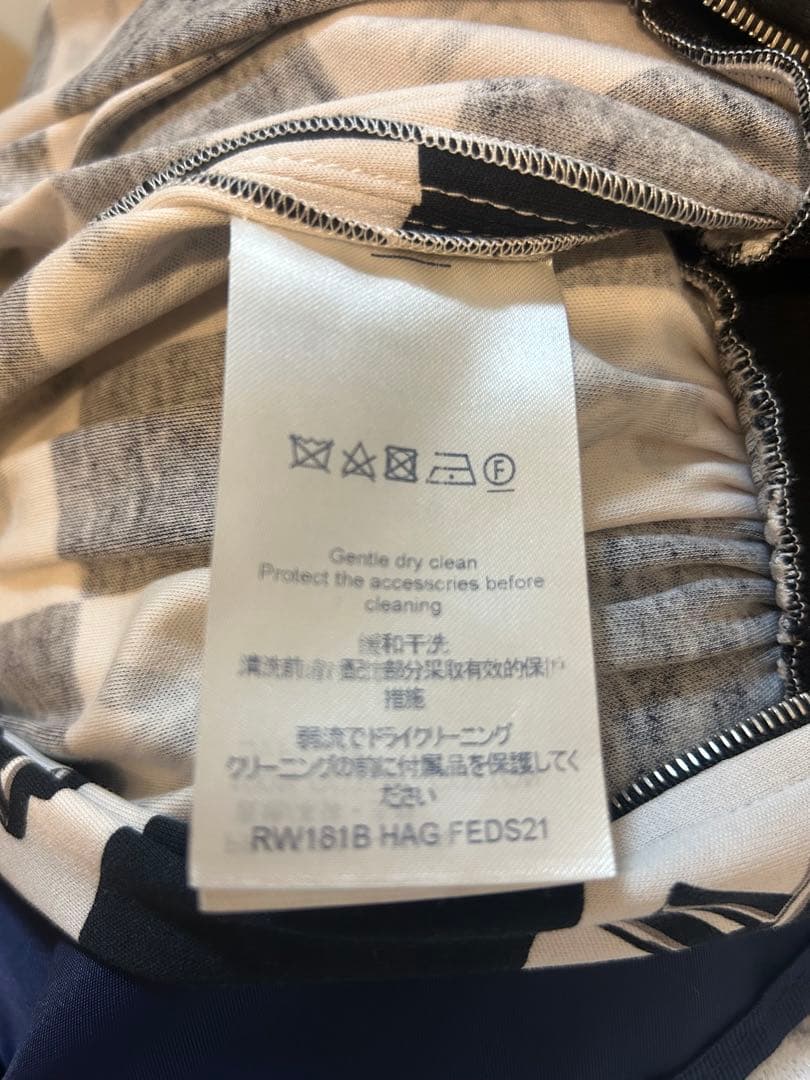 F
Gentle dry clean
Protect the accessories before
cleaning
缓和干洗
清洗前 配 部分采取有效的保护
措施
弱流でドライクリーニング
クリーニングの前に付属品を保護してく
ださい
RW181B HAG FEDS21